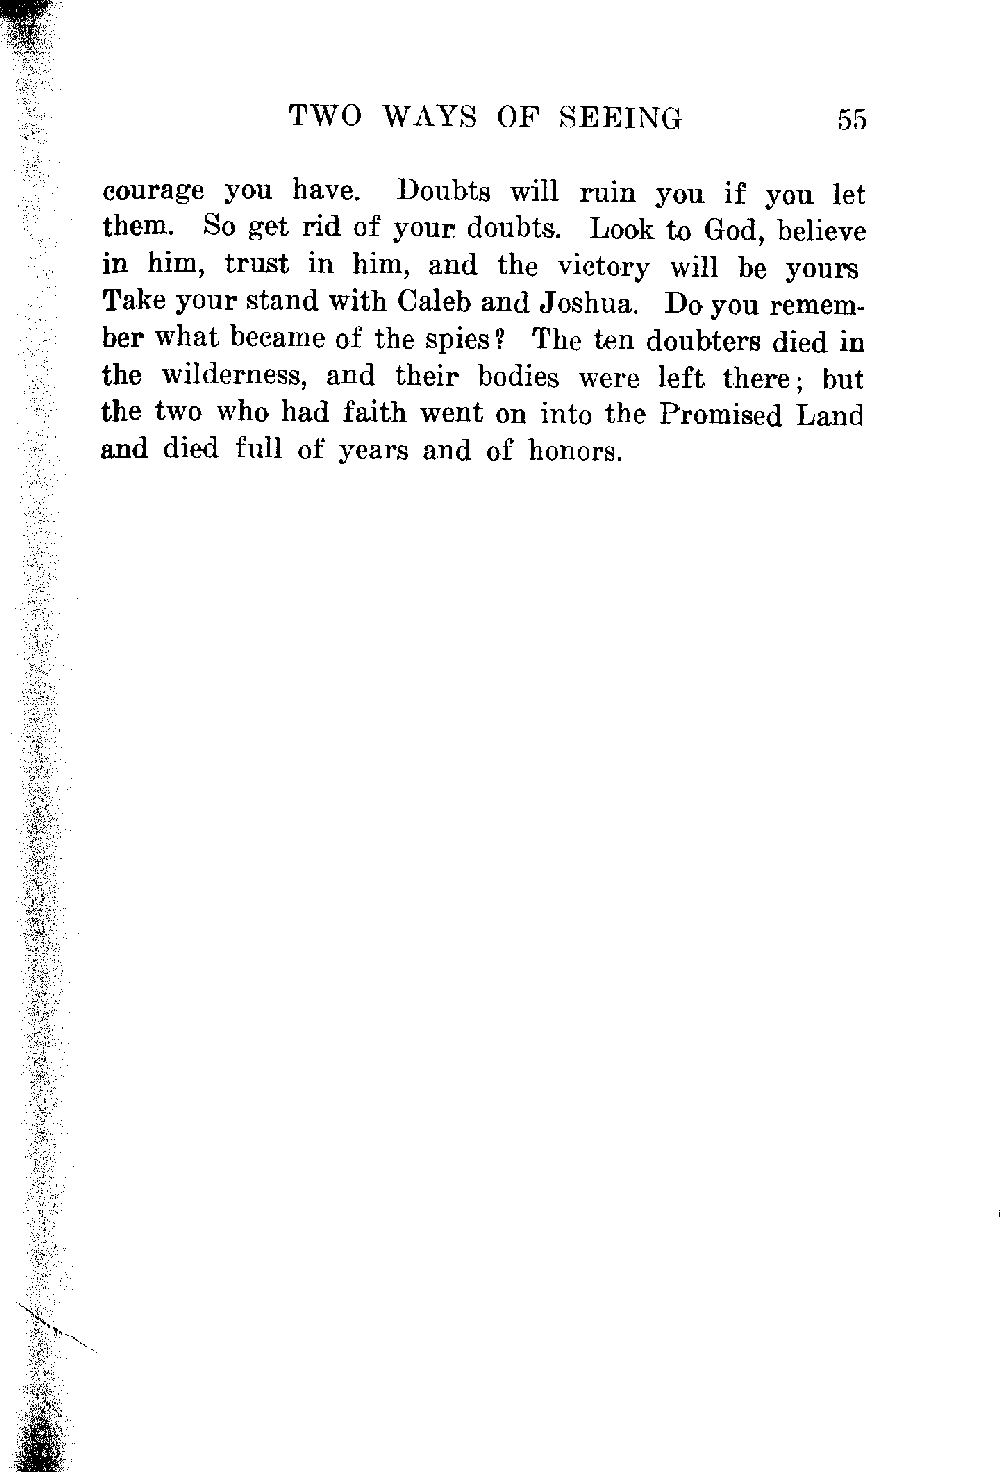 TWO WAYS OF SEEING 55
courage you have. Doubts will ruin you if you let
them. So get rid of your doubts. Look to God, believe
in him, trust in him, and the victory will be yours
Take your stand with Caleb and Joshua. Do you remem-
ber what became of the spies? The ten doubters died in
the wilderness, and their bodies were left there; but
the two who had faith went on into the Promised Land
and died full of years and of honors.